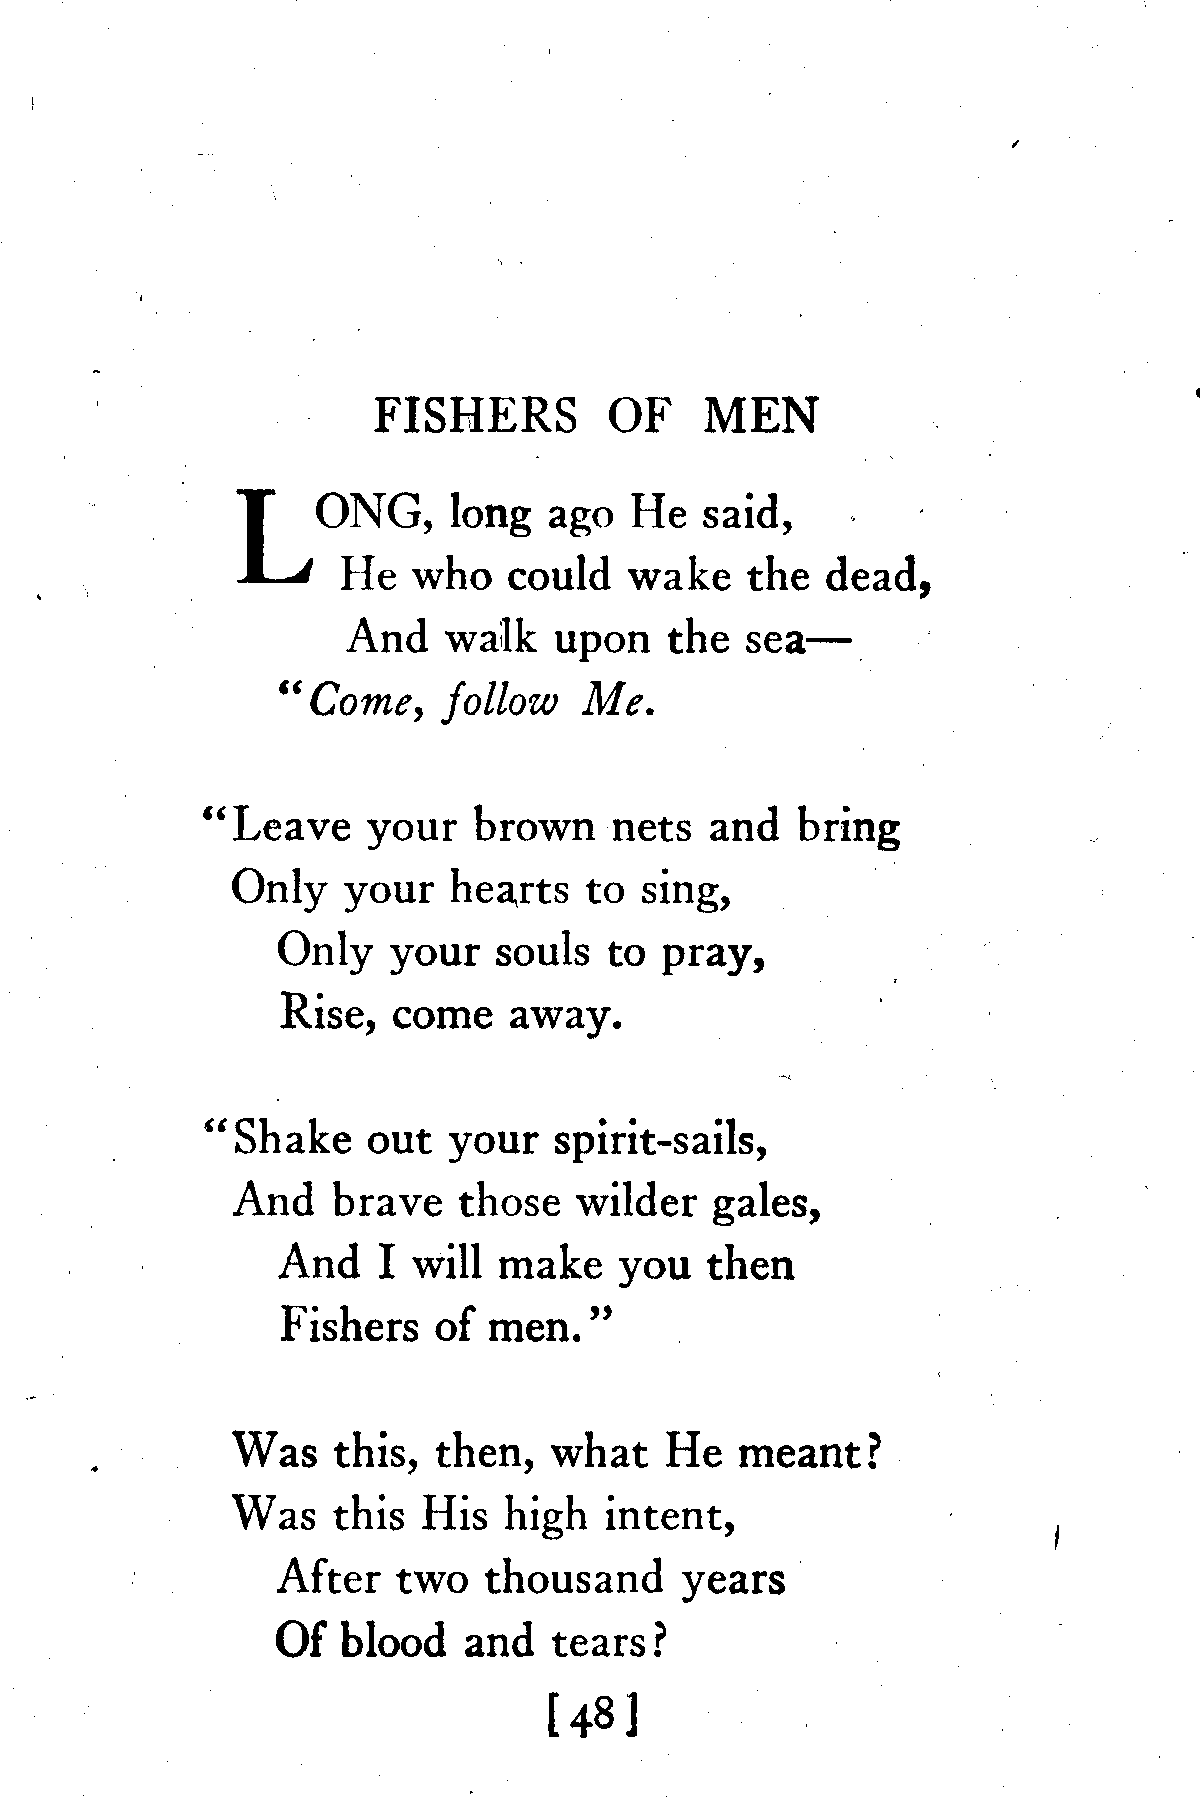 FISHERS OF MEN
LONG, long ago He said,
He who could wake the dead,
And walk upon the sea—
"Come, follow Me.
"Leave your brown nets and bring
Only your hearts to sing,
Only your souls to pray,
Rise, come away.
"Shake out your spirit-sails,
And brave those wilder gales,
And I will make you then
Fishers of men."
Was this, then, what He meant?
Was this His high intent,
After two thousand years
Of blood and tears?
[48]